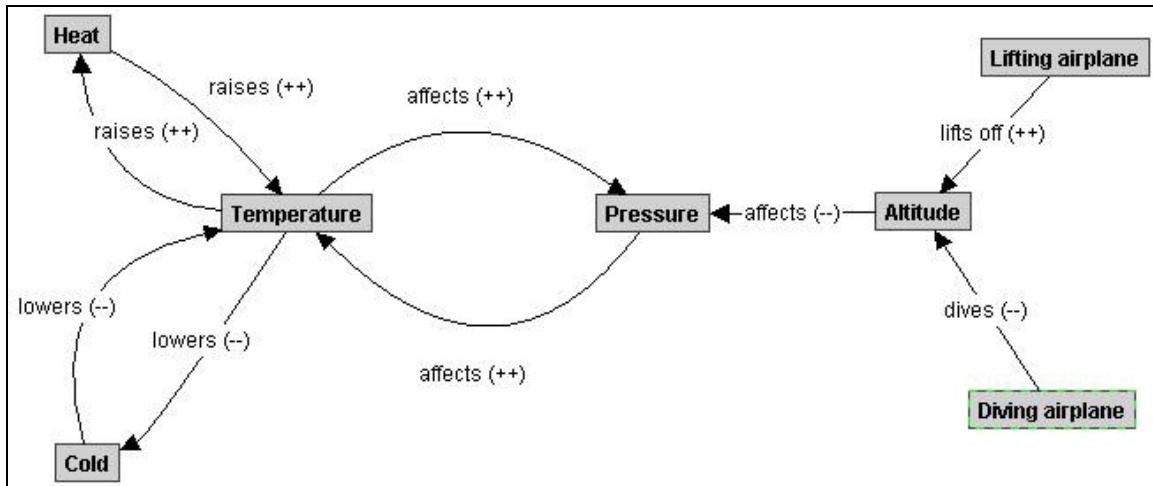 Heat
Lifting airplane
raises (++)
affects (++)
raises (++)
lifts off (++)
Temperature
Pressure
affects (--)
Altitude
lowers (--)
dives (--)
lowers (--)
affects (++)
Diving airplane
Cold